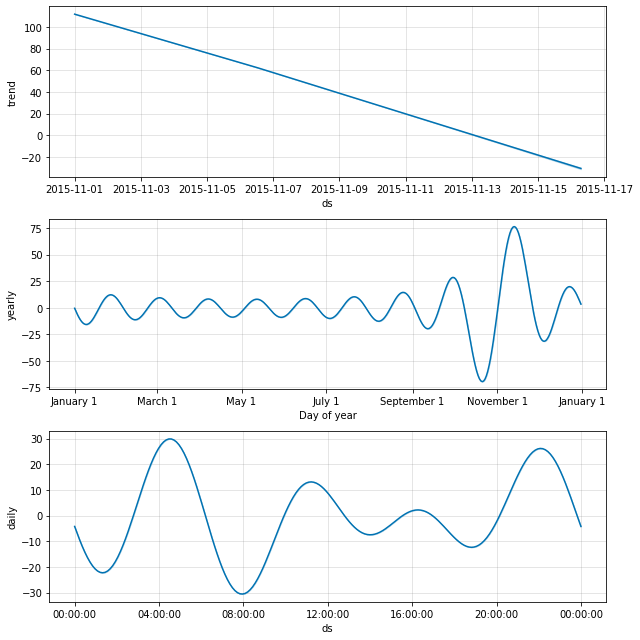 100
80
60
40
20
0
−20
trend
2015-11-01 2015-11-03 2015-11-05 2015-11-07 2015-11-09 2015-11-11 2015-11-13 2015-11-15 2015-11-17
ds
75
50
25
0
−25
−50
−75
yearly
January 1 March 1 May 1 July 1 September 1 November 1 January 1
Day of year
30
20
10
0
−10
−20
−30
daily
00:00:00 04:00:00 08:00:00 12:00:00 16:00:00 20:00:00 00:00:00
ds